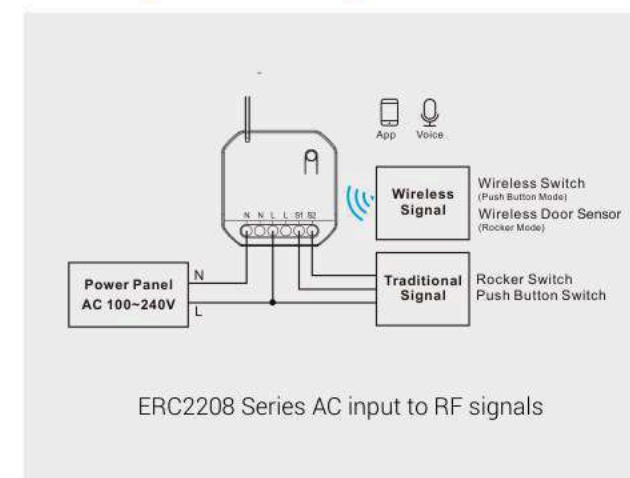 App Voice
N N L L S1 S2
Wireless Signal
Wireless Switch
(Push Button Mode)
Wireless Door Sensor
(Rocker Mode)
Power Panel
AC 100~240V
N
L
Traditional Signal
Rocker Switch
Push Button Switch
ERC2208 Series AC input to RF signals